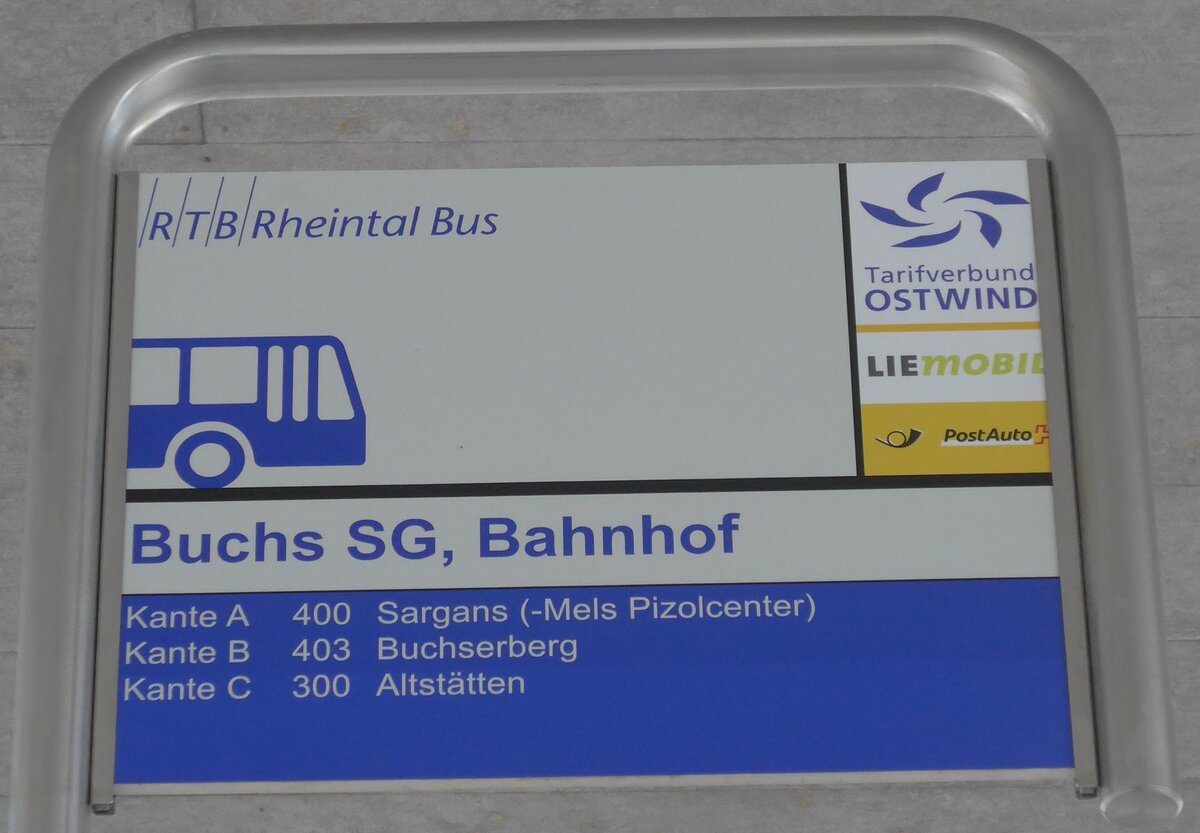 RTB Rheintal Bus
Tarifverbund
OSTWIND
LIEMOBIL
PostAuto
Buchs SG, Bahnhof
Kante A 400 Sargans (-Mels Pizolcenter)
Kante B 403 Buchserberg
Kante C 300 Altstätten